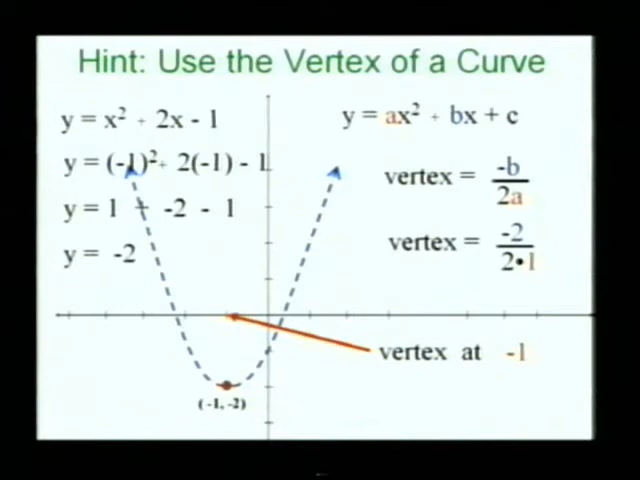 Hint: Use the Vertex of a Curve
y = x² + 2x - 1
y = (-1)² + 2(-1) - 1
y = 1 + -2 - 1
y = -2
y = ax² + bx + c
vertex = -b/2a
vertex = -2/2•1
vertex at -1
(-1, -2)